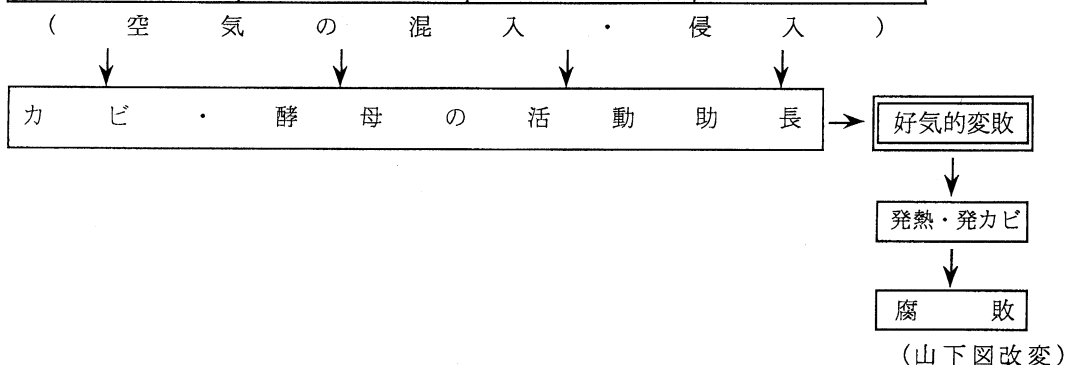 （空気の混入・侵入）
カビ・酵母の活動助長
好気的変敗
発熱・発カビ
腐敗
（山下図改変）